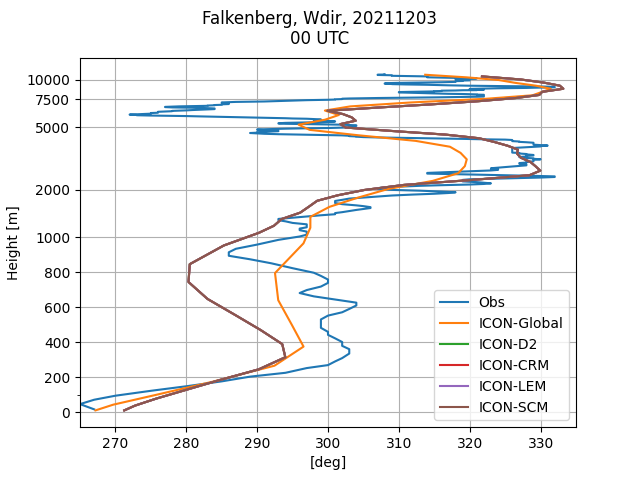 Falkenberg, Wdir, 20211203
00 UTC
10000
7500
5000
2000
1000
800
600
400
200
0
Height [m]
Obs
ICON-Global
ICON-D2
ICON-CRM
ICON-LEM
ICON-SCM
270 280 290 300 310 320 330
[deg]